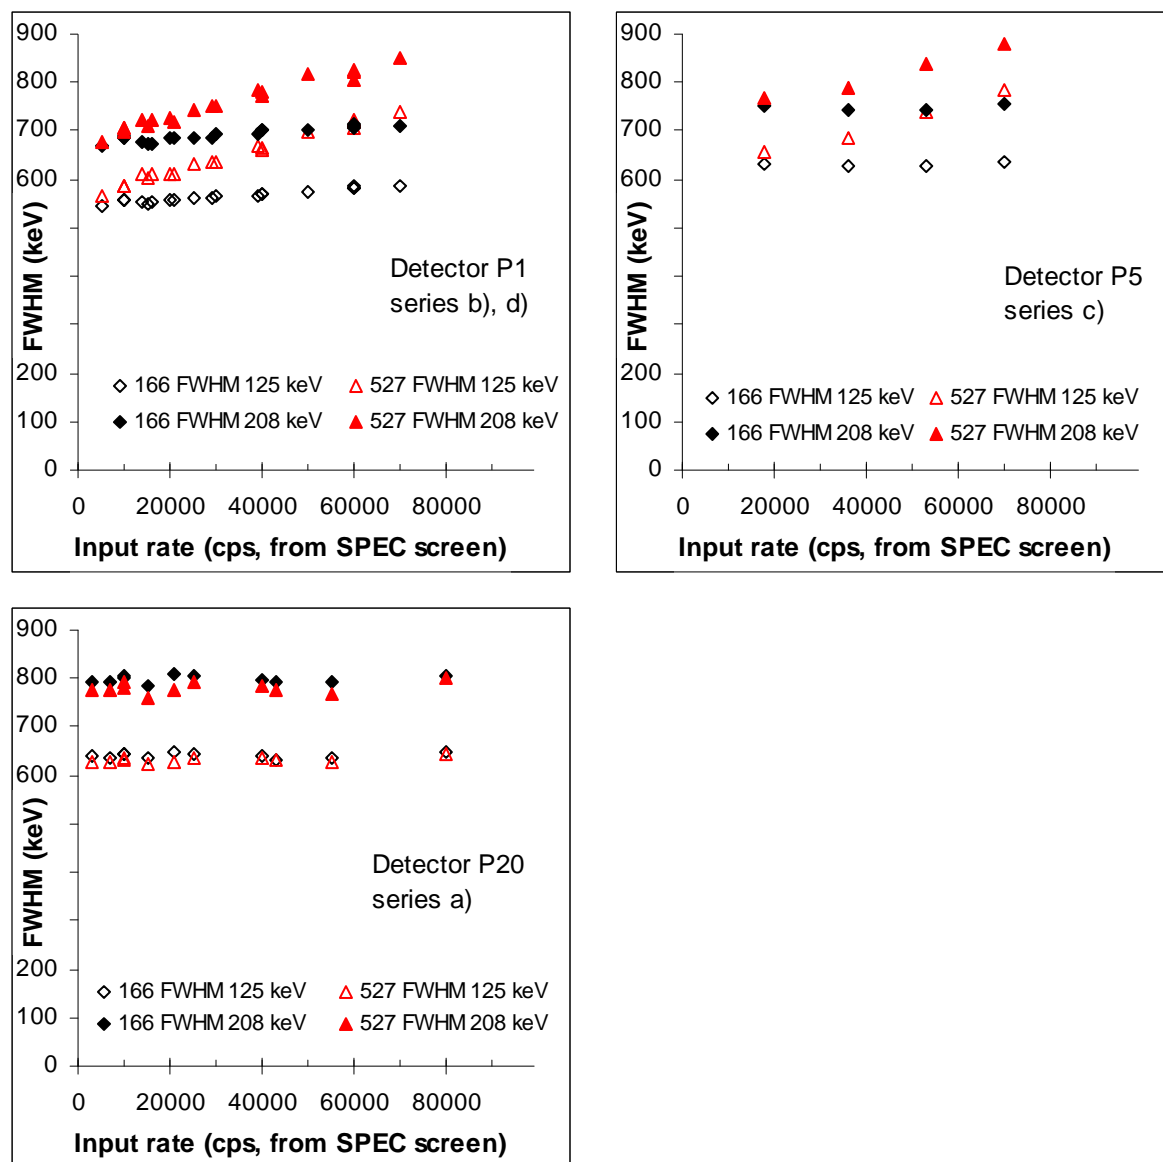 900
800
700
600
200
100
0
FWHM (keV)
Detector P1
series b), d)
166 FWHM 125 keV 527 FWHM 125 keV
166 FWHM 208 keV 527 FWHM 208 keV
0 20000 40000 60000 80000
Input rate (cps, from SPEC screen)
900
800
700
600
200
100
0
FWHM (keV)
Detector P5
series c)
166 FWHM 125 keV 527 FWHM 125 keV
166 FWHM 208 keV 527 FWHM 208 keV
0 20000 40000 60000 80000
Input rate (cps, from SPEC screen)
900
800
700
600
200
100
0
FWHM (keV)
Detector P20
series a)
166 FWHM 125 keV 527 FWHM 125 keV
166 FWHM 208 keV 527 FWHM 208 keV
0 20000 40000 60000 80000
Input rate (cps, from SPEC screen)